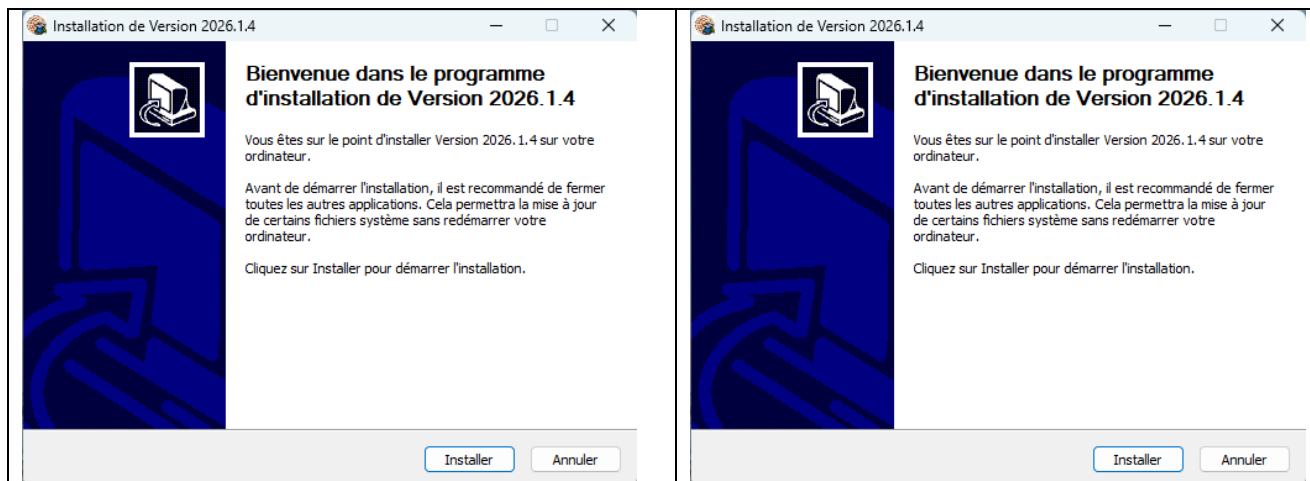 Installation de Version 2026.1.4
Bienvenue dans le programme
d'installation de Version 2026.1.4
Vous êtes sur le point d'installer Version 2026.1.4 sur votre
ordinateur.
Avant de démarrer l'installation, il est recommandé de fermer
toutes les autres applications. Cela permettra la mise à jour
de certains fichiers système sans redémarrer votre
ordinateur.
Cliquez sur Installer pour démarrer l'installation.
Installer
Annuler
Installation de Version 2026.1.4
Bienvenue dans le programme
d'installation de Version 2026.1.4
Vous êtes sur le point d'installer Version 2026.1.4 sur votre
ordinateur.
Avant de démarrer l'installation, il est recommandé de fermer
toutes les autres applications. Cela permettra la mise à jour
de certains fichiers système sans redémarrer votre
ordinateur.
Cliquez sur Installer pour démarrer l'installation.
Installer
Annuler